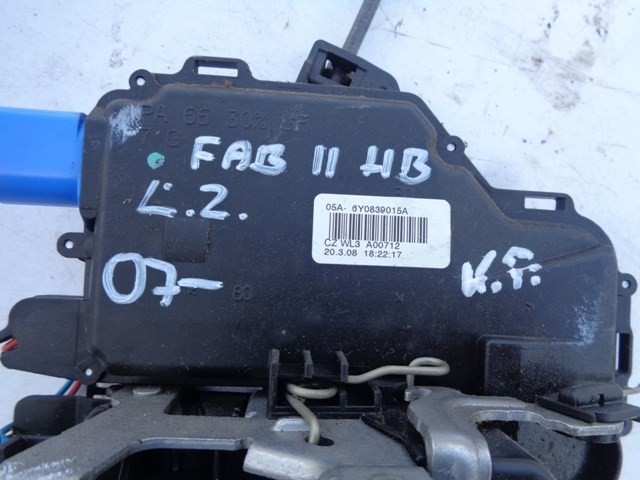 PA 66 30% GF
FAB II HB
L.Z.
05A- 6Y0839015A
CZ WL3 A00712
20.3.08 18:22:17
07-
K.F.
60